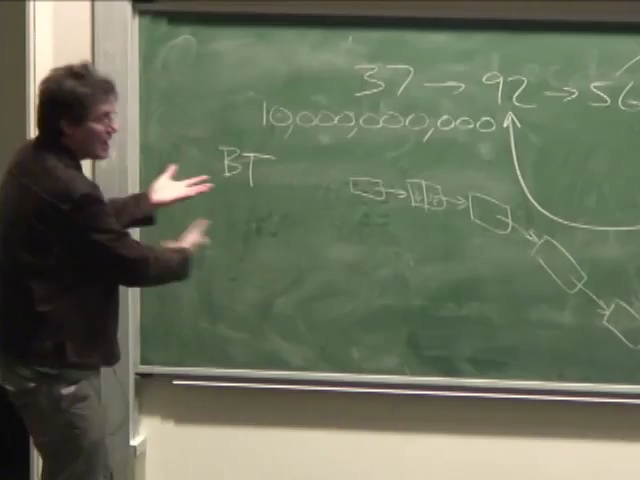 37 → 92 → 56
10,000,000,000
BT